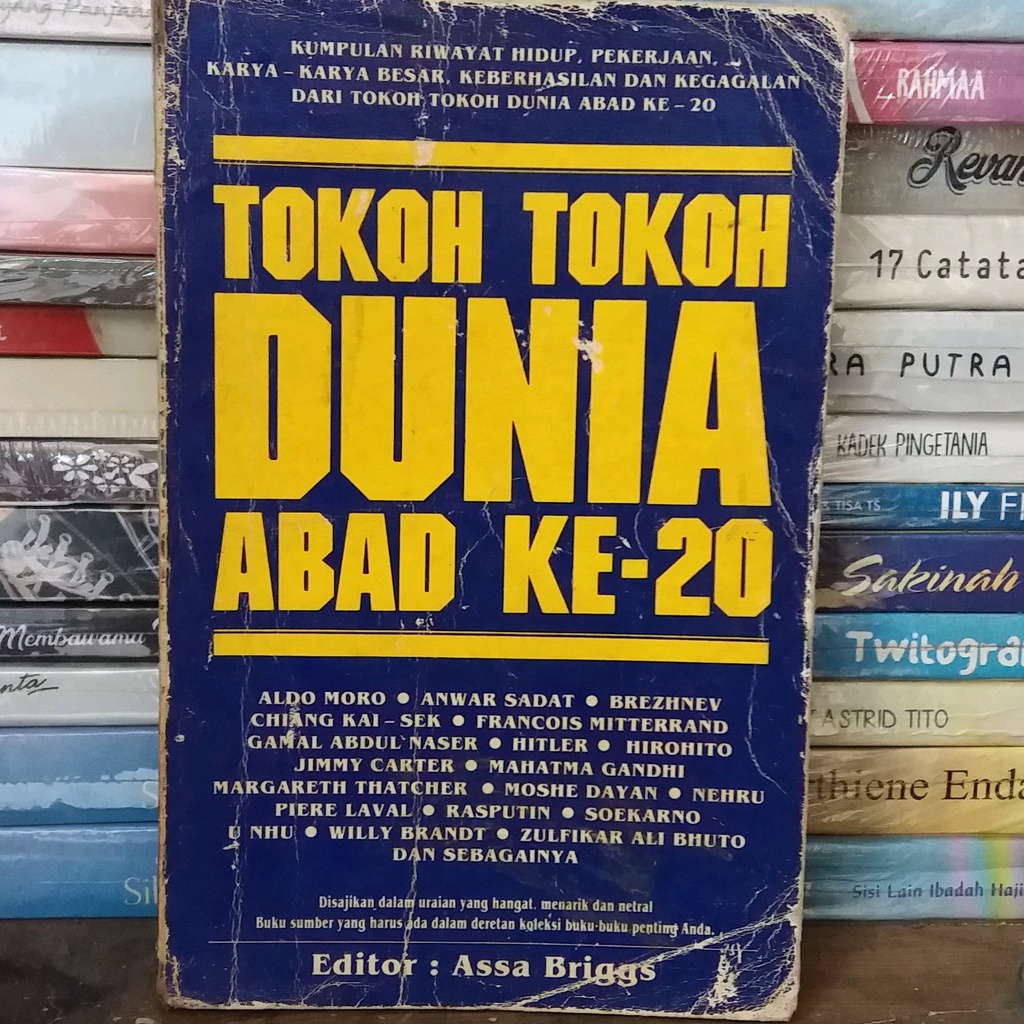 KUMPULAN RIWAYAT HIDUP, PEKERJAAN,
KARYA – KARYA BESAR, KEBERHASILAN DAN KEGAGALAN
DARI TOKOH TOKOH DUNIA ABAD KE – 20
TOKOH TOKOH
DUNIA
ABAD KE-20
ALDO MORO ● ANWAR SADAT ● BREZHNEV
CHIANG KAI – SEK ● FRANCOIS MITTERRAND
GAMAL ABDUL NASER ● HITLER ● HIROHITO
JIMMY CARTER ● MAHATMA GANDHI
MARGARETH THATCHER ● MOSHE DAYAN ● NEHRU
PIERE LAVAL ● RASPUTIN ● SOEKARNO
U NHU ● WILLY BRANDT ● ZULFIKAR ALI BHUTO
DAN SEBAGAINYA
Disajikan dalam uraian yang hangat, menarik dan netral
Buku sumber yang harus ada dalam deretan koleksi buku-buku penting Anda.
Editor : Assa Briggs
Membawamu
RAHMAA
Revan
17 Catata
RA PUTRA
KADEK PINGETANIA
TISA TS ILY F
Sakinah
Twitogra
ASTRID TITO
thiene Enda
Sisi Lain Ibadah Haji